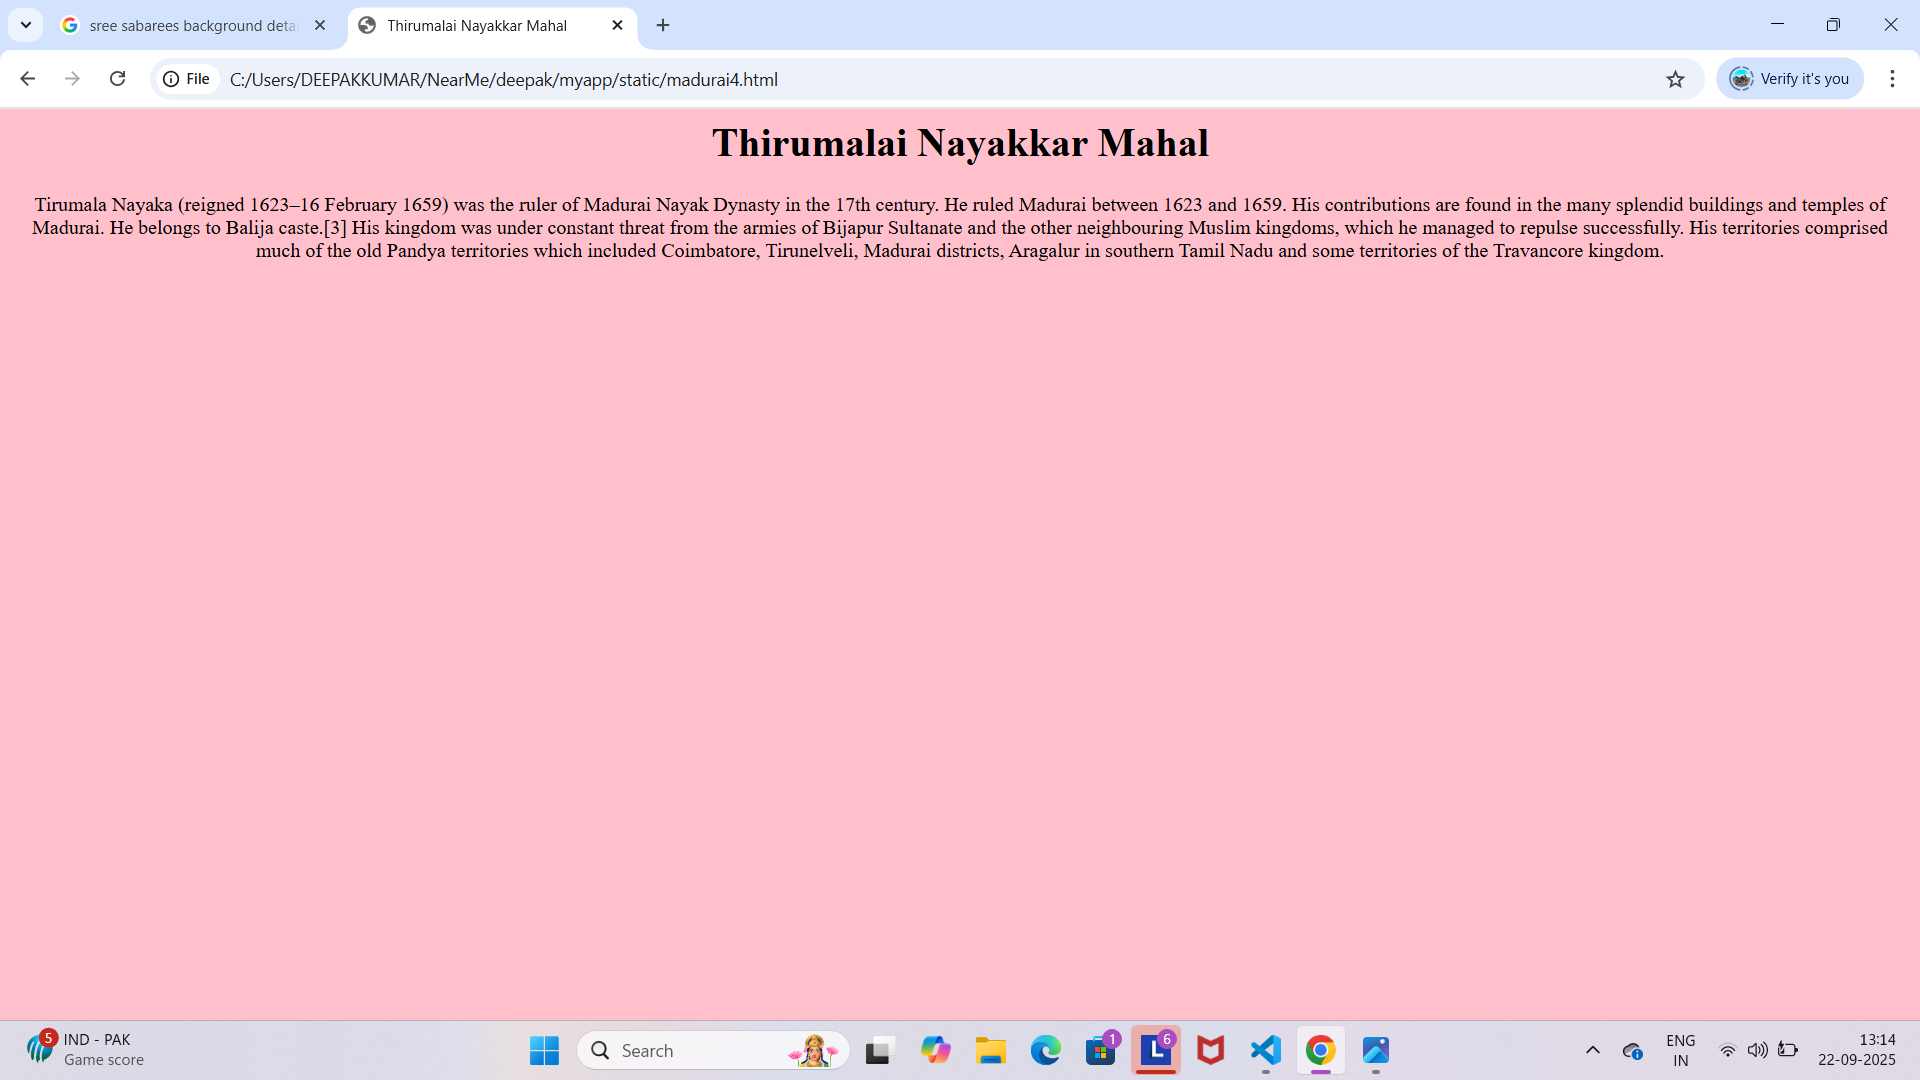 sree sabarees background deta
Thirumalai Nayakkar Mahal
File
C:/Users/DEEPAKKUMAR/NearMe/deepak/myapp/static/madurai4.html
Verify it's you
Thirumalai Nayakkar Mahal
Tirumala Nayaka (reigned 1623–16 February 1659) was the ruler of Madurai Nayak Dynasty in the 17th century. He ruled Madurai between 1623 and 1659. His contributions are found in the many splendid buildings and temples of
Madurai. He belongs to Balija caste.[3] His kingdom was under constant threat from the armies of Bijapur Sultanate and the other neighbouring Muslim kingdoms, which he managed to repulse successfully. His territories comprised
much of the old Pandya territories which included Coimbatore, Tirunelveli, Madurai districts, Aragalur in southern Tamil Nadu and some territories of the Travancore kingdom.
5
IND - PAK
Game score
Search
1
L
6
ENG
IN
13:14
22-09-2025